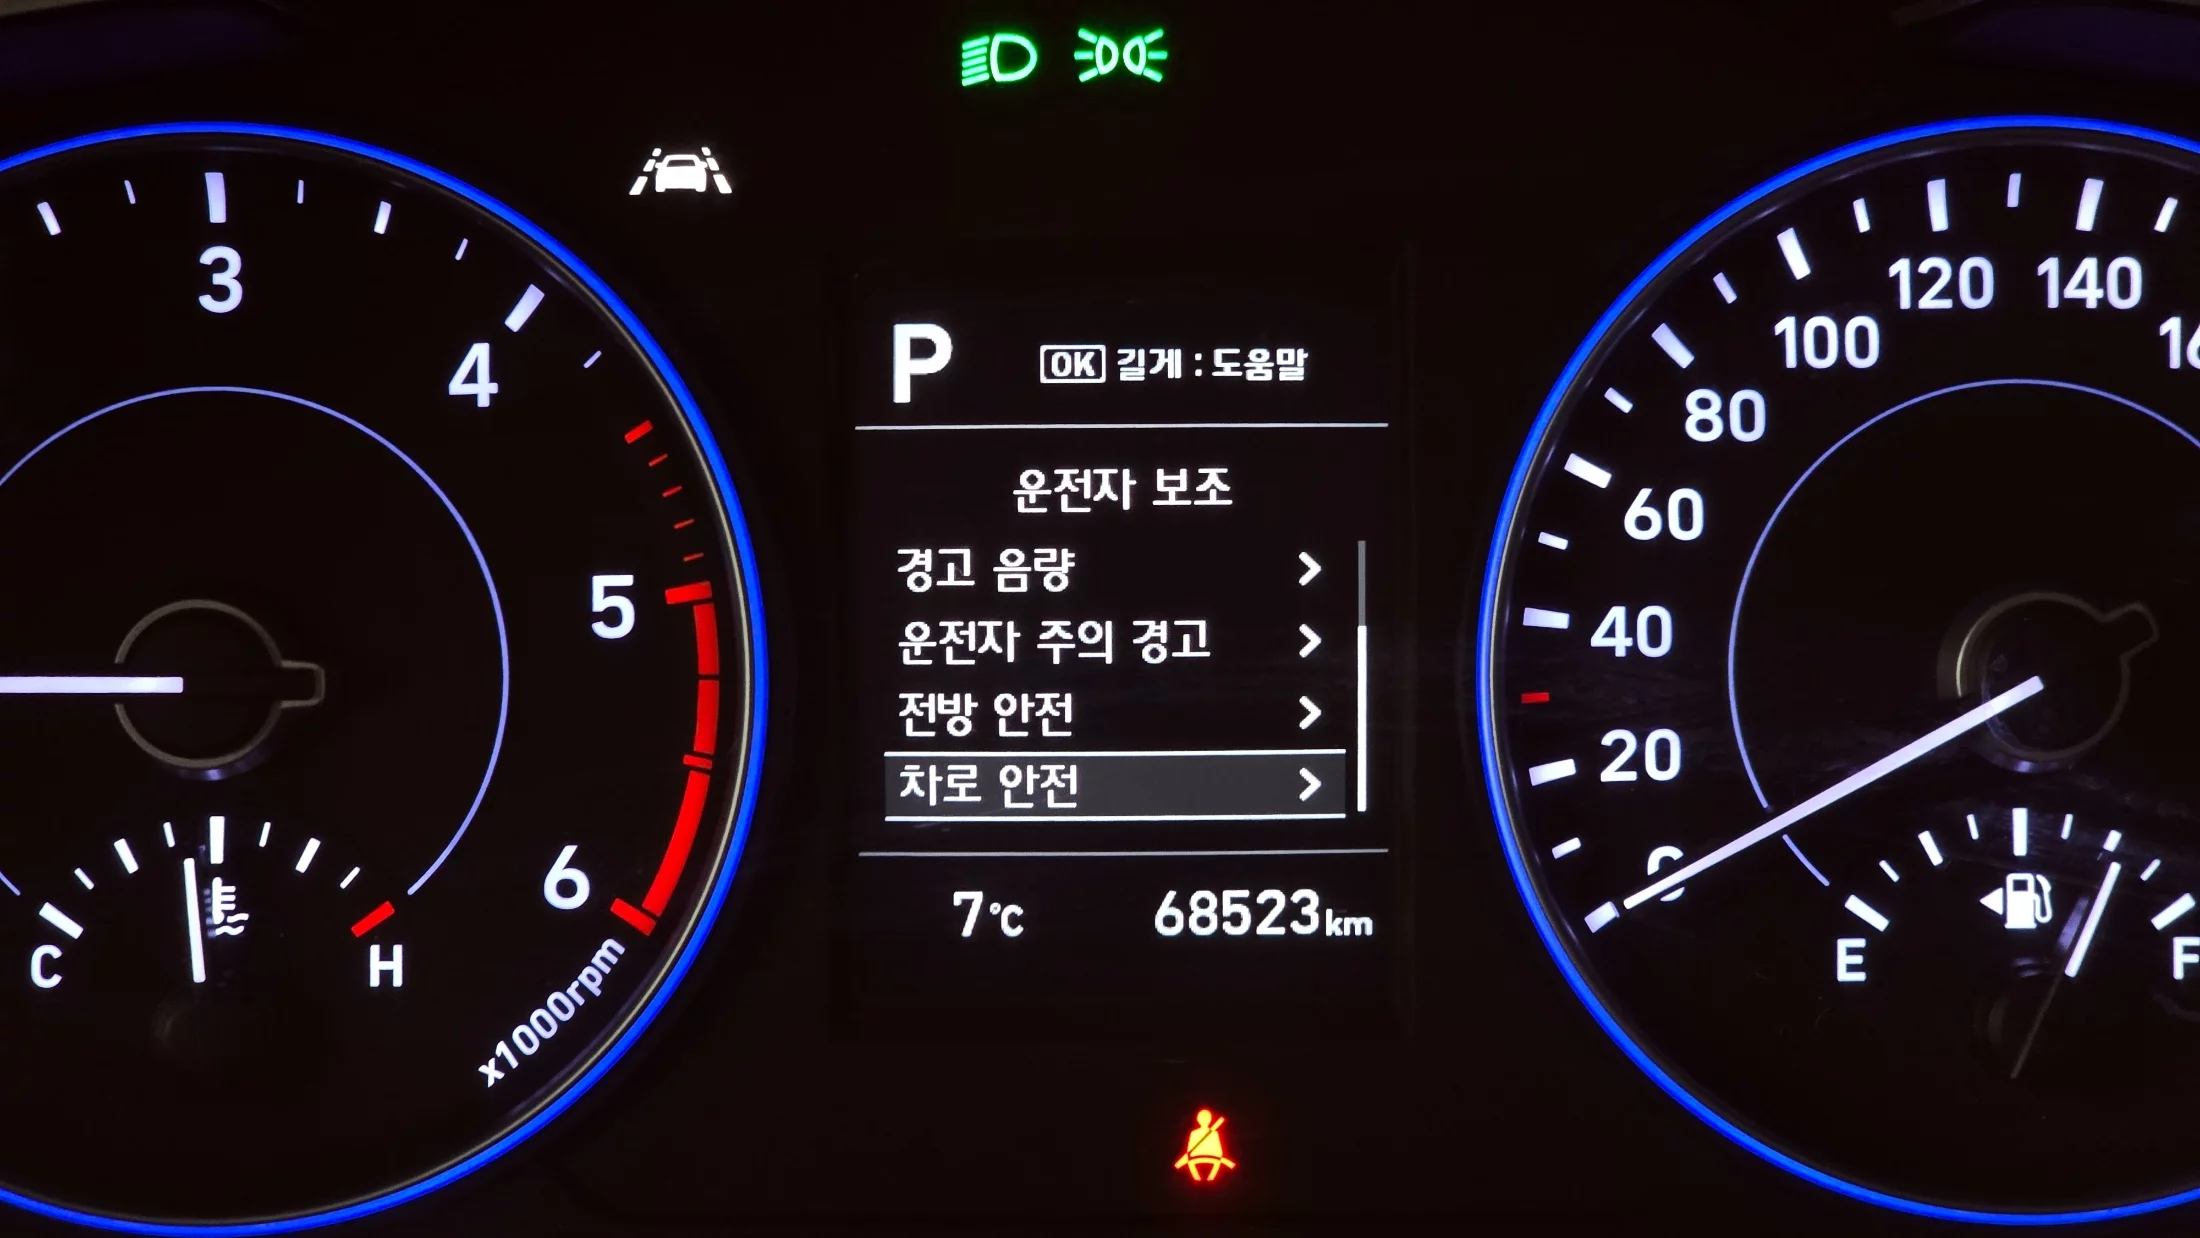 3
4
5
6
x1000rpm
C
H
P
OK 길게 : 도움말
운전자 보조
경고 음량
운전자 주의 경고
전방 안전
차로 안전
7°C
68523km
0
20
40
60
80
100
120
140
E
F